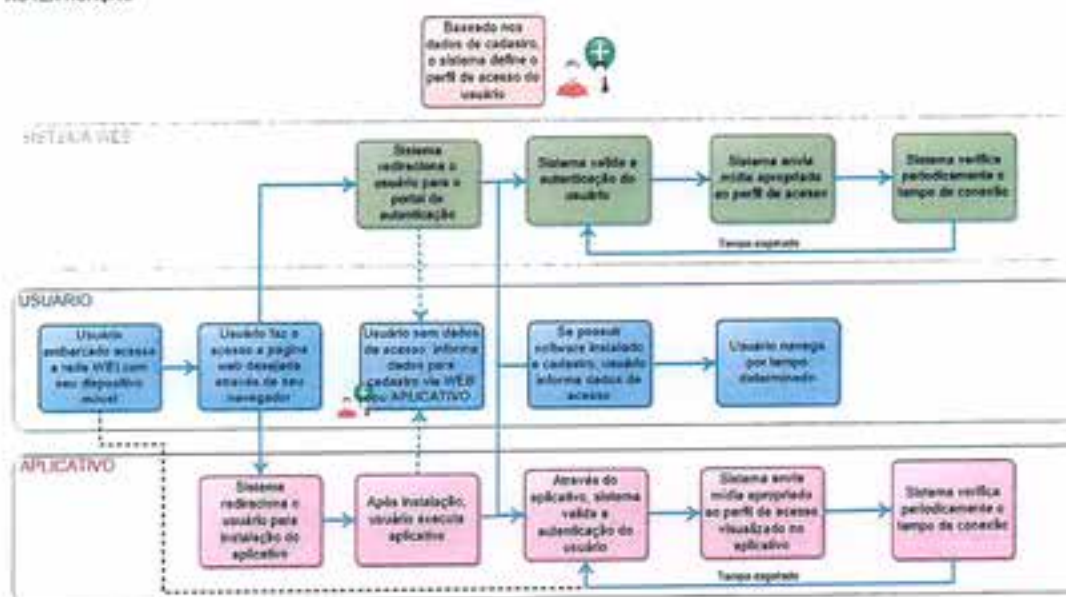 Baseado nos
dados de cadastro,
o sistema define o
perfil de acesso do
usuário
SISTEMA WEB
Sistema
redireciona o
usuário para o
portal de
autenticação
Sistema valida a
autenticação do
usuário
Sistema envia
mídia apropriado
ao perfil de acesso
Sistema verifica
periodicamente o
tempo de conexão
Tempo esgotado
USUÁRIO
Usuário
embarcado acessa
a rede WIFI com
seu dispositivo
móvel
Usuário faz o
acesso a página
web desejada
através de seu
navegador
Usuário sem dados
de acesso informa
dados para
cadastro via WEB
ou APLICATIVO
Se possuir
software instalado
e cadastro, usuário
informa dados de
acesso
Usuário navega
por tempo
determinado
APLICATIVO
Sistema
redireciona o
usuário para
instalação do
aplicativo
Após instalação,
usuário executa
aplicativo
Através do
aplicativo, sistema
valida a
autenticação do
usuário
Sistema envia
mídia apropriado
ao perfil de acesso
visualizado no
aplicativo
Sistema verifica
periodicamente o
tempo de conexão
Tempo esgotado